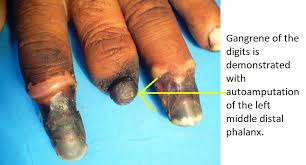 Gangrene of the
digits is
demonstrated
with
autoamputation
of the left
middle distal
phalanx.